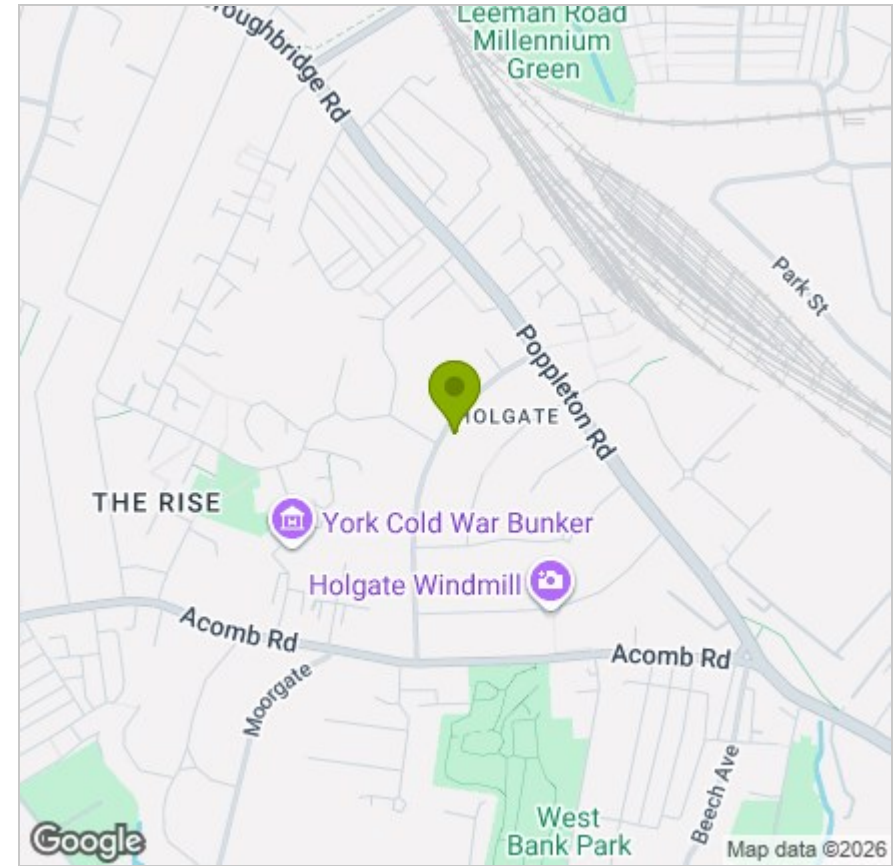 Leeman Road
Millennium
Green
roughbridge Rd
Park St
Poppleton Rd
HOLGATE
THE RISE
York Cold War Bunker
Holgate Windmill
Acomb Rd
Acomb Rd
Moorgate
Beech Ave
West
Bank Park
Google
Map data ©2026